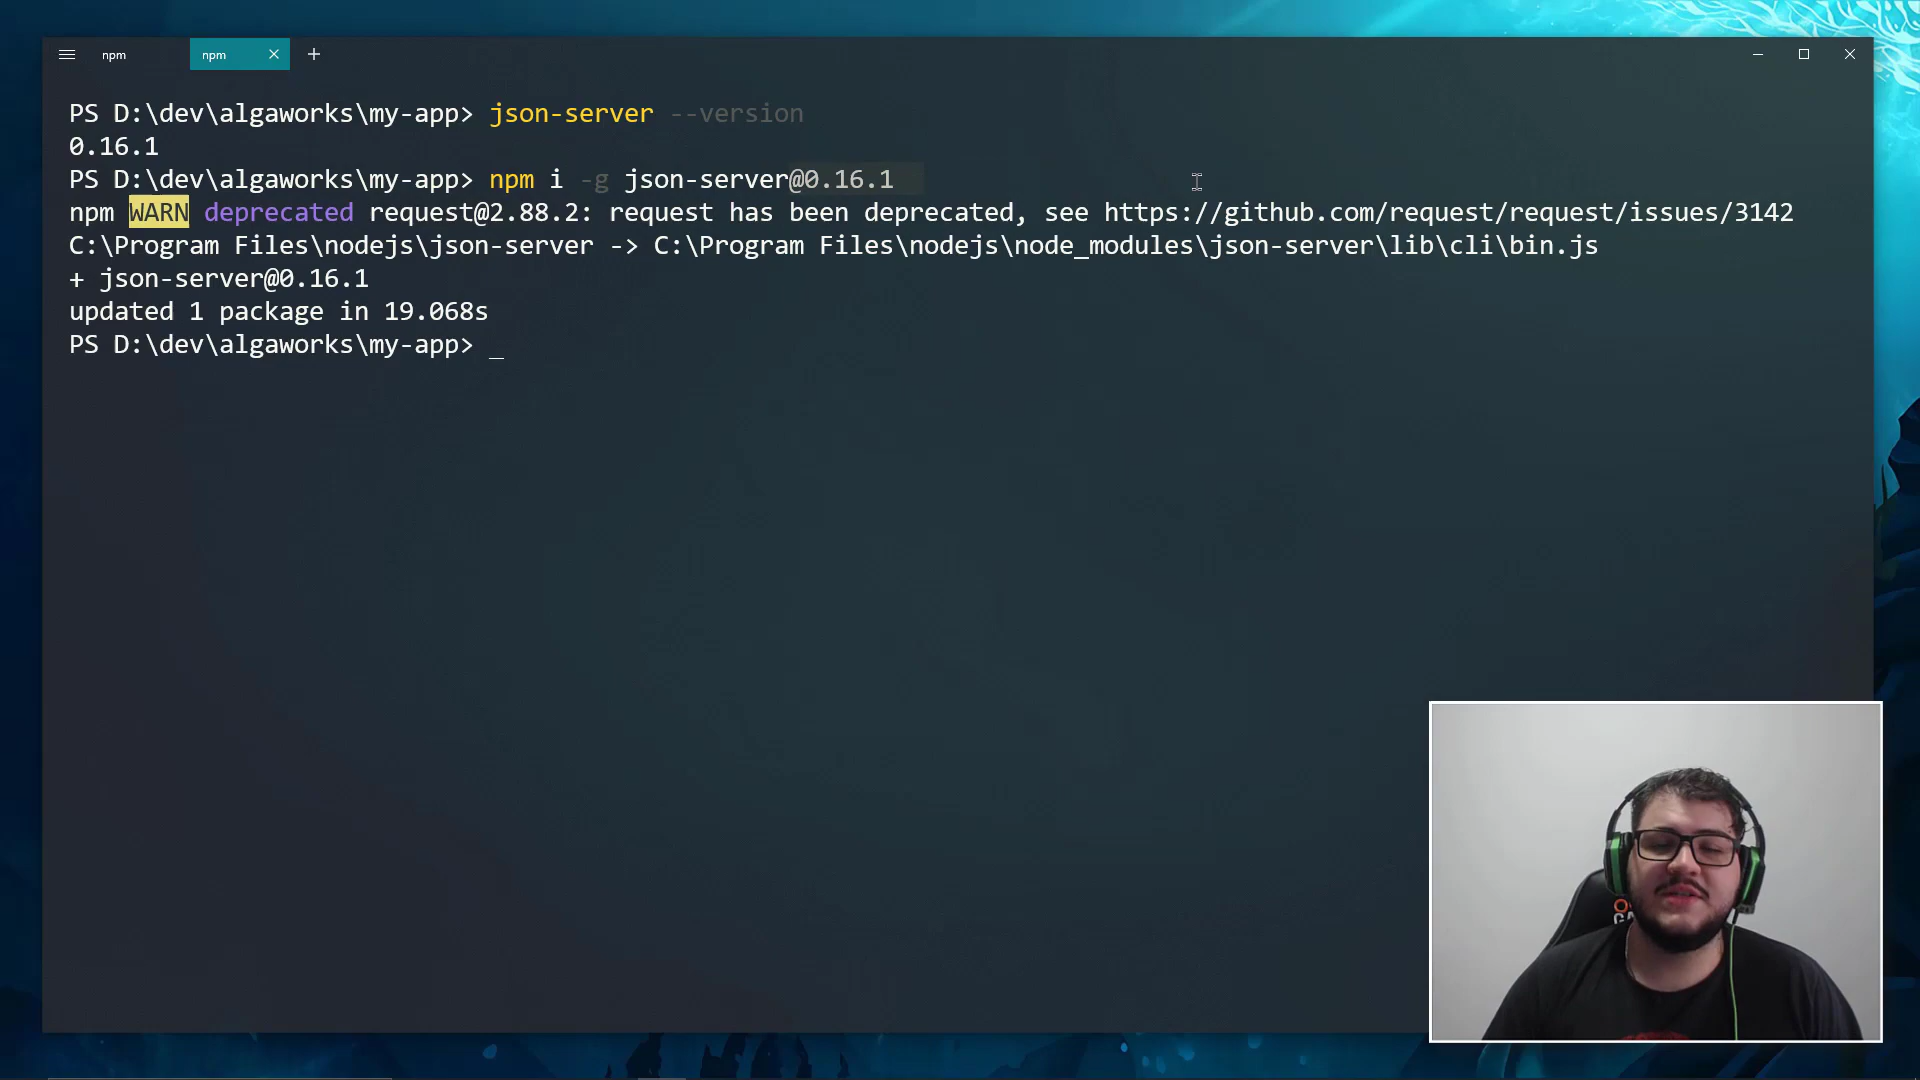 npm
npm
PS D:\dev\algaworks\my-app> json-server --version
0.16.1
PS D:\dev\algaworks\my-app> npm i -g json-server@0.16.1
npm WARN deprecated request@2.88.2: request has been deprecated, see https://github.com/request/request/issues/3142
C:\Program Files\nodejs\json-server -> C:\Program Files\nodejs\node_modules\json-server\lib\cli\bin.js
+ json-server@0.16.1
updated 1 package in 19.068s
PS D:\dev\algaworks\my-app> _